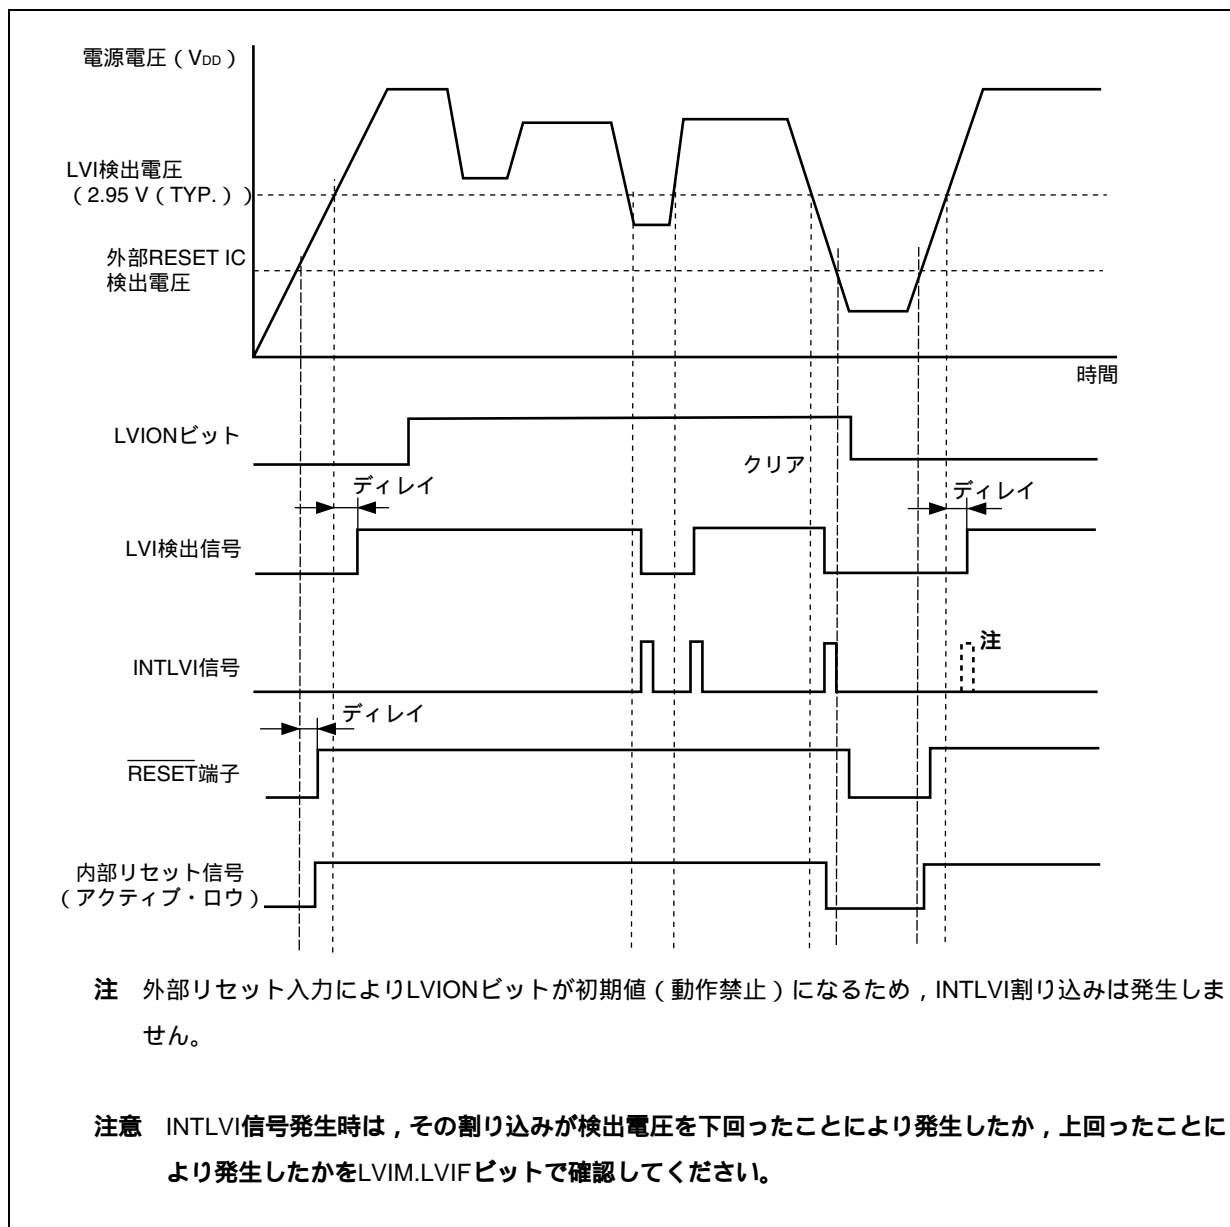 電源電圧（VDD）
LVI検出電圧
（2.95 V（TYP.））
外部RESET IC
検出電圧
時間
LVIONビット
クリア
ディレイ
ディレイ
LVI検出信号
注
INTLVI信号
ディレイ
RESET端子
内部リセット信号
（アクティブ・ロウ）
注　外部リセット入力によりLVIONビットが初期値（動作禁止）になるため，INTLVI割り込みは発生しま
せん。
注意　INTLVI信号発生時は，その割り込みが検出電圧を下回ったことにより発生したか，上回ったことに
より発生したかをLVIM.LVIFビットで確認してください。